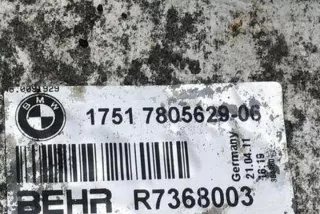 BMW
1751 7805629-06
Germany
21.04.11
16:19
BEHR R7368003